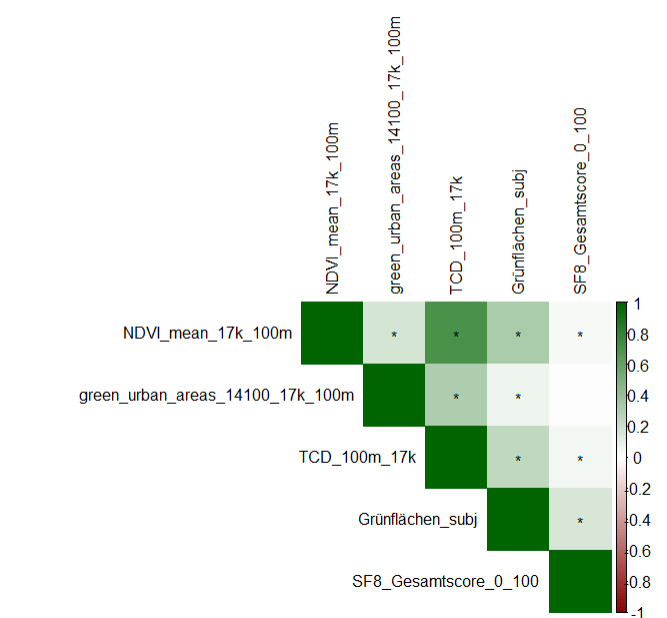 NDVI_mean_17k_100m
green_urban_areas_14100_17k_100m
TCD_100m_17k
Grünflächen_subj
SF8_Gesamtscore_0_100
NDVI_mean_17k_100m
* * * *
green_urban_areas_14100_17k_100m
* *
TCD_100m_17k
* *
Grünflächen_subj
*
SF8_Gesamtscore_0_100
1
0.8
0.6
0.4
0.2
0
-0.2
-0.4
-0.6
-0.8
-1